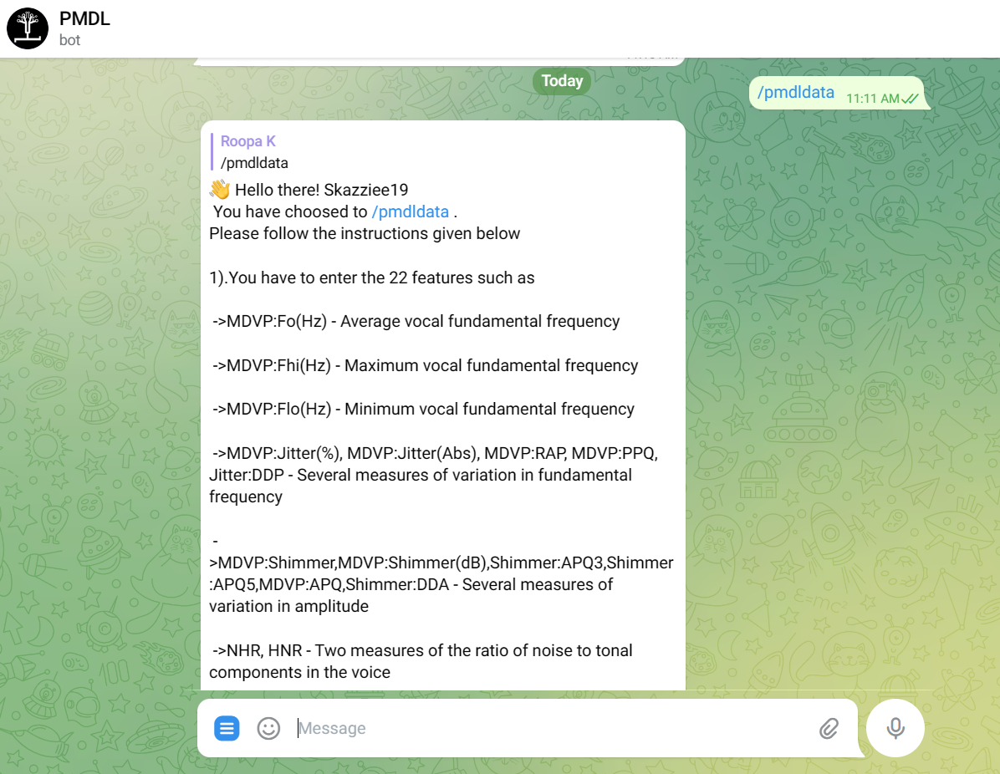 PMDL
bot
Today
/pmdldata 11:11 AM
Roopa K
/pmdldata
👋 Hello there! Skazziee19
You have choosed to /pmdldata .
Please follow the instructions given below
1).You have to enter the 22 features such as
->MDVP:Fo(Hz) - Average vocal fundamental frequency
->MDVP:Fhi(Hz) - Maximum vocal fundamental frequency
->MDVP:Flo(Hz) - Minimum vocal fundamental frequency
->MDVP:Jitter(%), MDVP:Jitter(Abs), MDVP:RAP, MDVP:PPQ,
Jitter:DDP - Several measures of variation in fundamental
frequency
-
>MDVP:Shimmer,MDVP:Shimmer(dB),Shimmer:APQ3,Shimmer
:APQ5,MDVP:APQ,Shimmer:DDA - Several measures of
variation in amplitude
->NHR, HNR - Two measures of the ratio of noise to tonal
components in the voice
Message